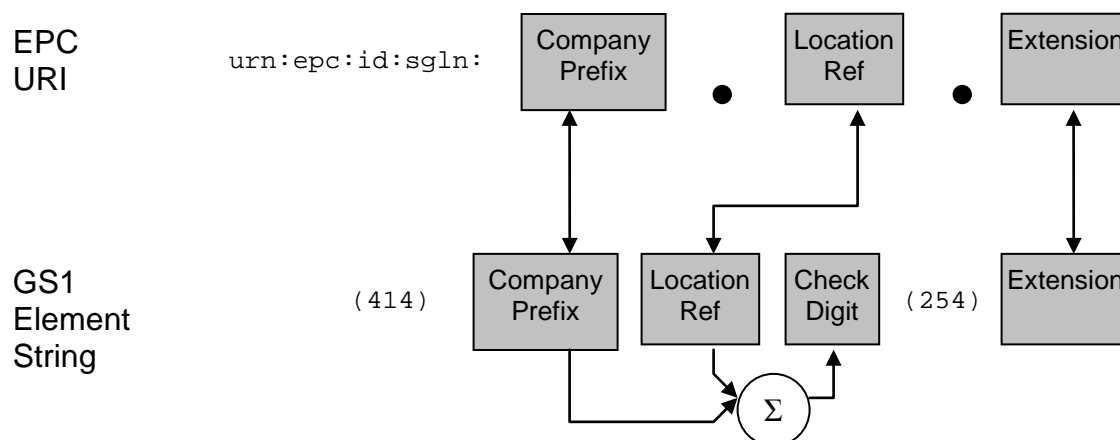 EPC
URI
urn:epc:id:sgln:
Company
Prefix
Location
Ref
Extension
GS1
Element
String
(414)
Company
Prefix
Location
Ref
Check
Digit
(254)
Extension
Σ